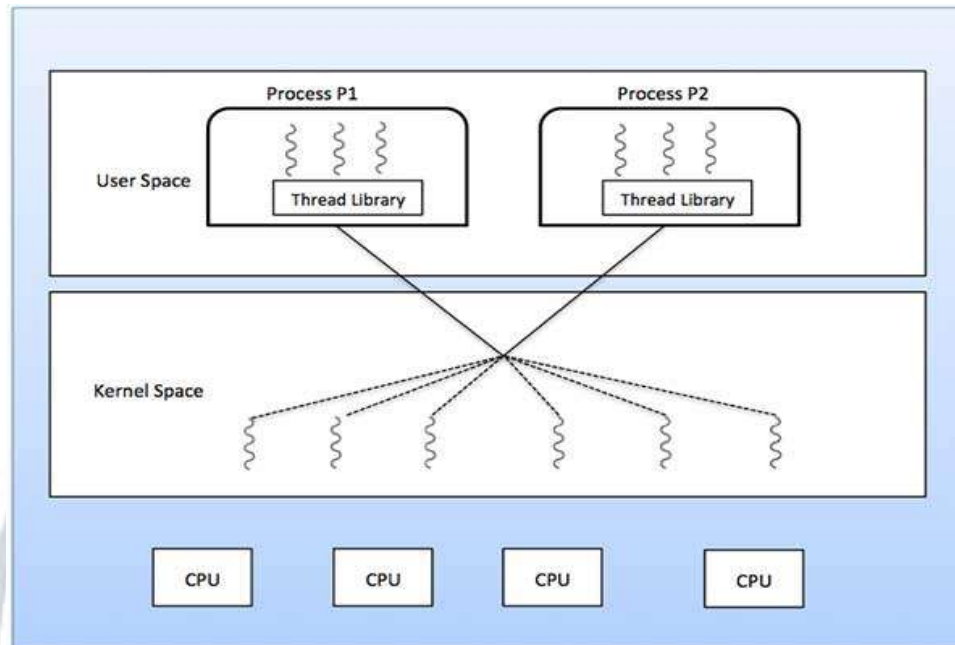 Process P1
Process P2
User Space
Thread Library
Thread Library
Kernel Space
CPU
CPU
CPU
CPU